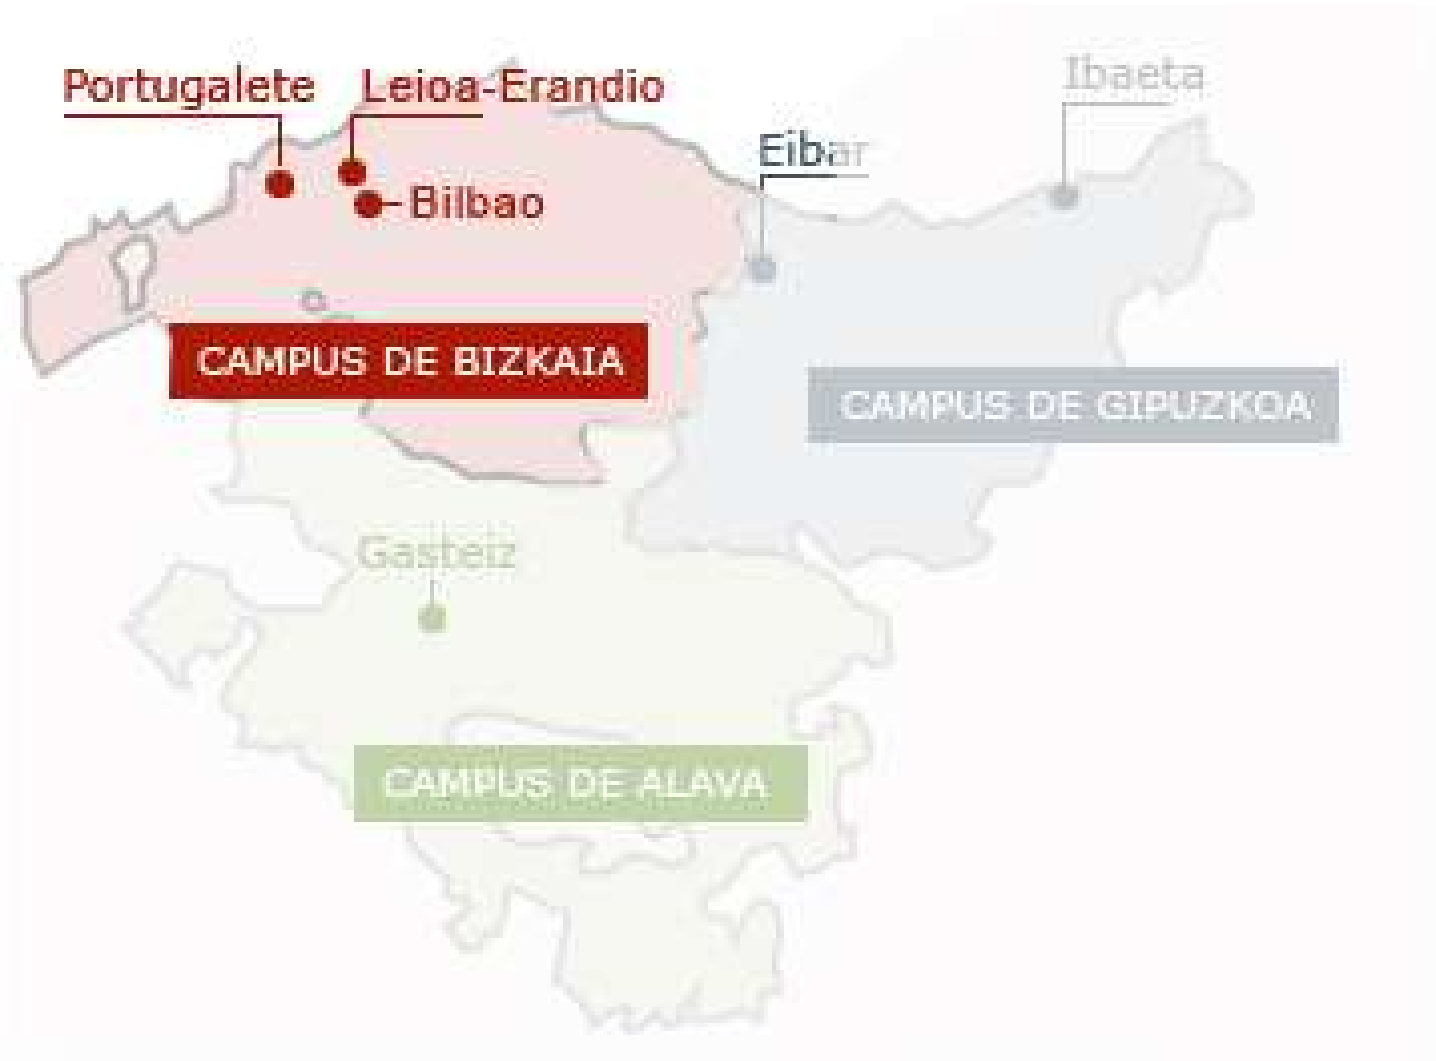 Portugalete
Leioa-Erandio
Ibaeta
Eibar
Bilbao
CAMPUS DE BIZKAIA
CAMPUS DE GIPUZKOA
Gasteiz
CAMPUS DE ALAVA